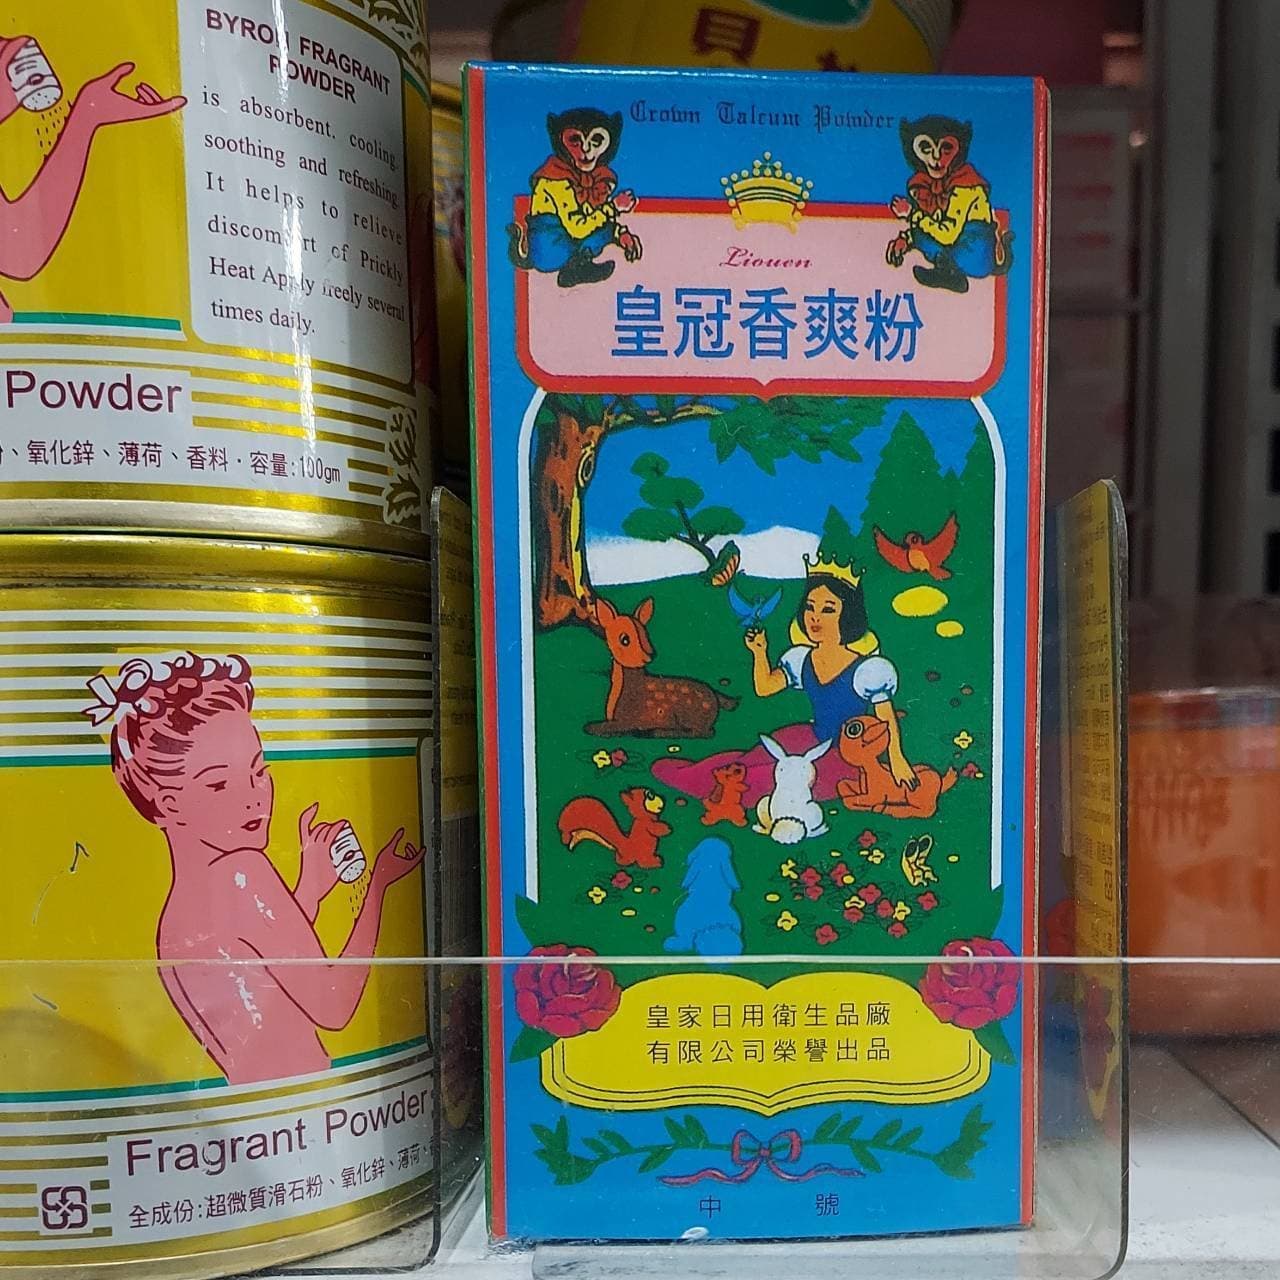 BYRON FRAGRANT
POWDER
is absorbent, cooling,
soothing and refreshing.
It helps to relieve
discomfort of Prickly
Heat Apply freely several
times daily.
Powder
、氧化鋅、薄荷、香料·容量:100gm
Fragrant Powder
全成份:超微質滑石粉、氧化鋅、薄荷、
貝
Crown Talcum Powder
Liouen
皇冠香爽粉
皇家日用衛生品廠
有限公司榮譽出品
中 號